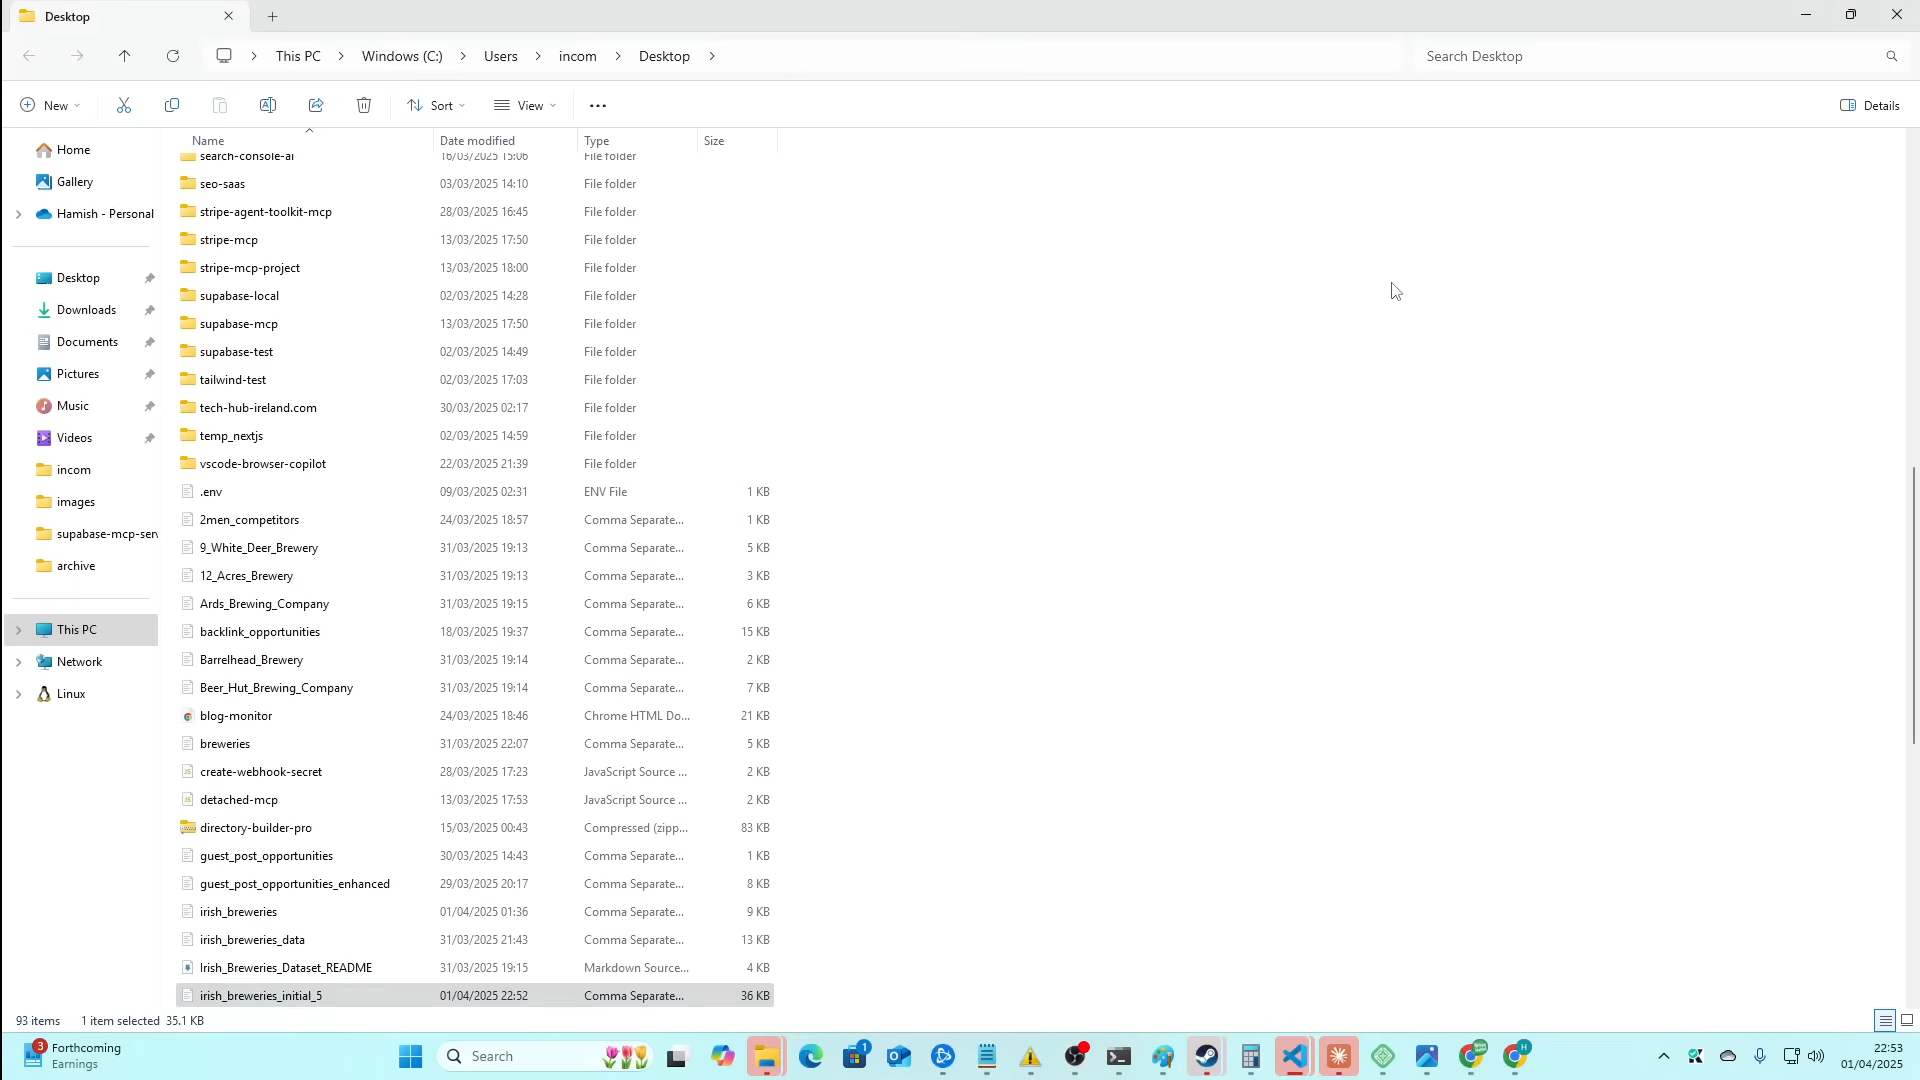 Desktop
This PC > Windows (C:) > Users > incom > Desktop >
Search Desktop
New
Sort
View
Details
Name Date modified Type Size
Home
Gallery
Hamish - Personal
Desktop
Downloads
Documents
Pictures
Music
Videos
incom
images
supabase-mcp-serv
archive
This PC
Network
Linux
search-console-ai 16/03/2025 15:06 File folder
seo-saas 03/03/2025 14:10 File folder
stripe-agent-toolkit-mcp 28/03/2025 16:45 File folder
stripe-mcp 13/03/2025 17:50 File folder
stripe-mcp-project 13/03/2025 18:00 File folder
supabase-local 02/03/2025 14:28 File folder
supabase-mcp 13/03/2025 17:50 File folder
supabase-test 02/03/2025 14:49 File folder
tailwind-test 02/03/2025 17:03 File folder
tech-hub-ireland.com 30/03/2025 02:17 File folder
temp_nextjs 02/03/2025 14:59 File folder
vscode-browser-copilot 22/03/2025 21:39 File folder
.env 09/03/2025 02:31 ENV File 1 KB
2men_competitors 24/03/2025 18:57 Comma Separate... 1 KB
9_White_Deer_Brewery 31/03/2025 19:13 Comma Separate... 5 KB
12_Acres_Brewery 31/03/2025 19:13 Comma Separate... 3 KB
Ards_Brewing_Company 31/03/2025 19:15 Comma Separate... 6 KB
backlink_opportunities 18/03/2025 19:37 Comma Separate... 15 KB
Barrelhead_Brewery 31/03/2025 19:14 Comma Separate... 2 KB
Beer_Hut_Brewing_Company 31/03/2025 19:14 Comma Separate... 7 KB
blog-monitor 24/03/2025 18:46 Chrome HTML Do... 21 KB
breweries 31/03/2025 22:07 Comma Separate... 5 KB
create-webhook-secret 28/03/2025 17:23 JavaScript Source ... 2 KB
detached-mcp 13/03/2025 17:53 JavaScript Source ... 2 KB
directory-builder-pro 15/03/2025 00:43 Compressed (zipp... 83 KB
guest_post_opportunities 30/03/2025 14:43 Comma Separate... 1 KB
guest_post_opportunities_enhanced 29/03/2025 20:17 Comma Separate... 8 KB
irish_breweries 01/04/2025 01:36 Comma Separate... 9 KB
irish_breweries_data 31/03/2025 21:43 Comma Separate... 13 KB
Irish_Breweries_Dataset_README 31/03/2025 19:15 Markdown Source... 4 KB
irish_breweries_initial_5 01/04/2025 22:52 Comma Separate... 36 KB
93 items 1 item selected 35.1 KB
3 Forthcoming
Earnings
Search
1
H
22:53
01/04/2025